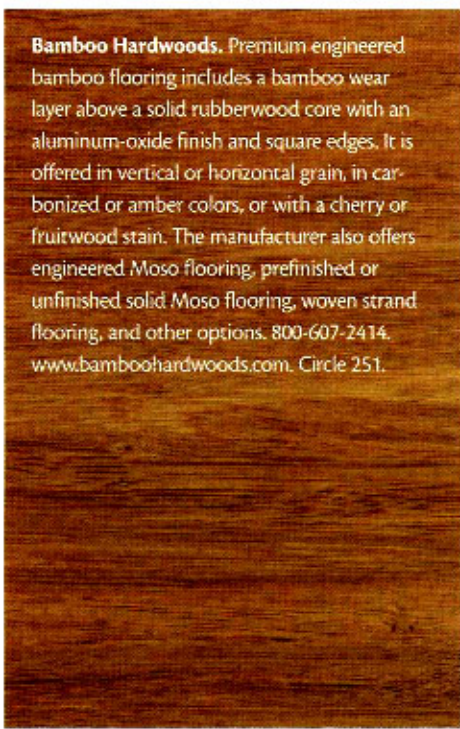 Bamboo Hardwoods. Premium engineered
bamboo flooring includes a bamboo wear
layer above a solid rubberwood core with an
aluminum-oxide finish and square edges. It is
offered in vertical or horizontal grain, in car-
bonized or amber colors, or with a cherry or
fruitwood stain. The manufacturer also offers
engineered Moso flooring, prefinished or
unfinished solid Moso flooring, woven strand
flooring, and other options. 800-607-2414.
www.bamboohardwoods.com. Circle 251.